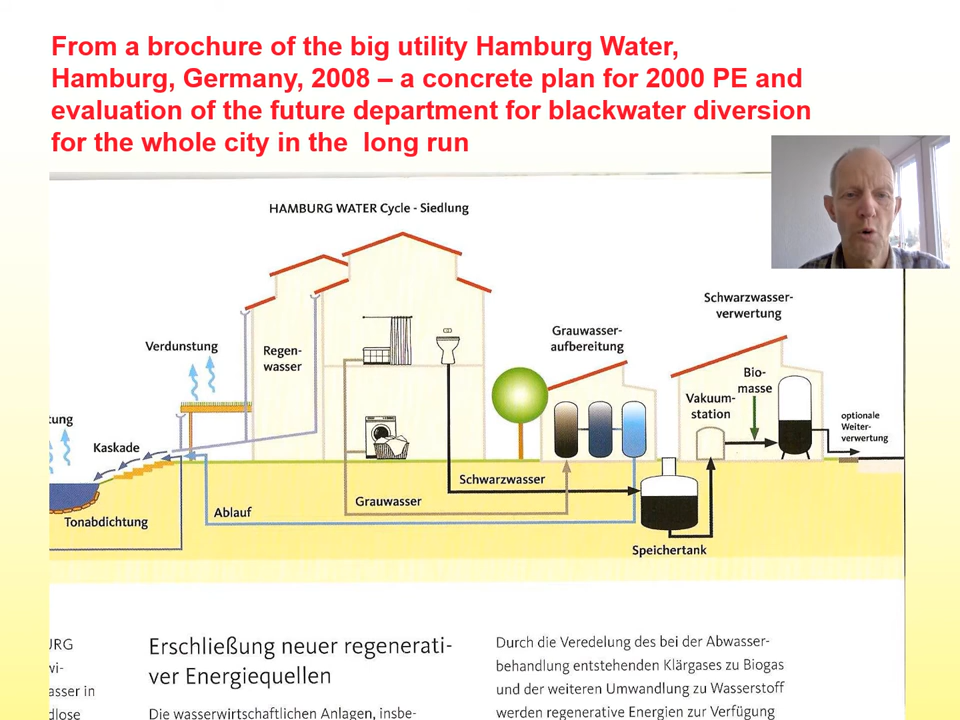 From a brochure of the big utility Hamburg Water,
Hamburg, Germany, 2008 – a concrete plan for 2000 PE and
evaluation of the future department for blackwater diversion
for the whole city in the long run
HAMBURG WATER Cycle - Siedlung
Schwarzwasser-
verwertung
Grauwasser-
aufbereitung
Verdunstung
Regen-
wasser
Bio-
masse
Vakuum-
station
optionale
Weiter-
verwertung
tung
Kaskade
Schwarzwasser
Grauwasser
Ablauf
Tonabdichtung
Speichertank
URG
wi-
asser in
dlose
Erschließung neuer regenerati-
ver Energiequellen
Die wasserwirtschaftlichen Anlagen, insbe-
Durch die Veredelung des bei der Abwasser-
behandlung entstehenden Klärgases zu Biogas
und der weiteren Umwandlung zu Wasserstoff
werden regenerative Energien zur Verfügung